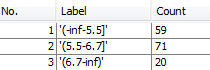 No. Label Count
1 '(-inf-5.5]' 59
2 '(5.5-6.7]' 71
3 '(6.7-inf)' 20